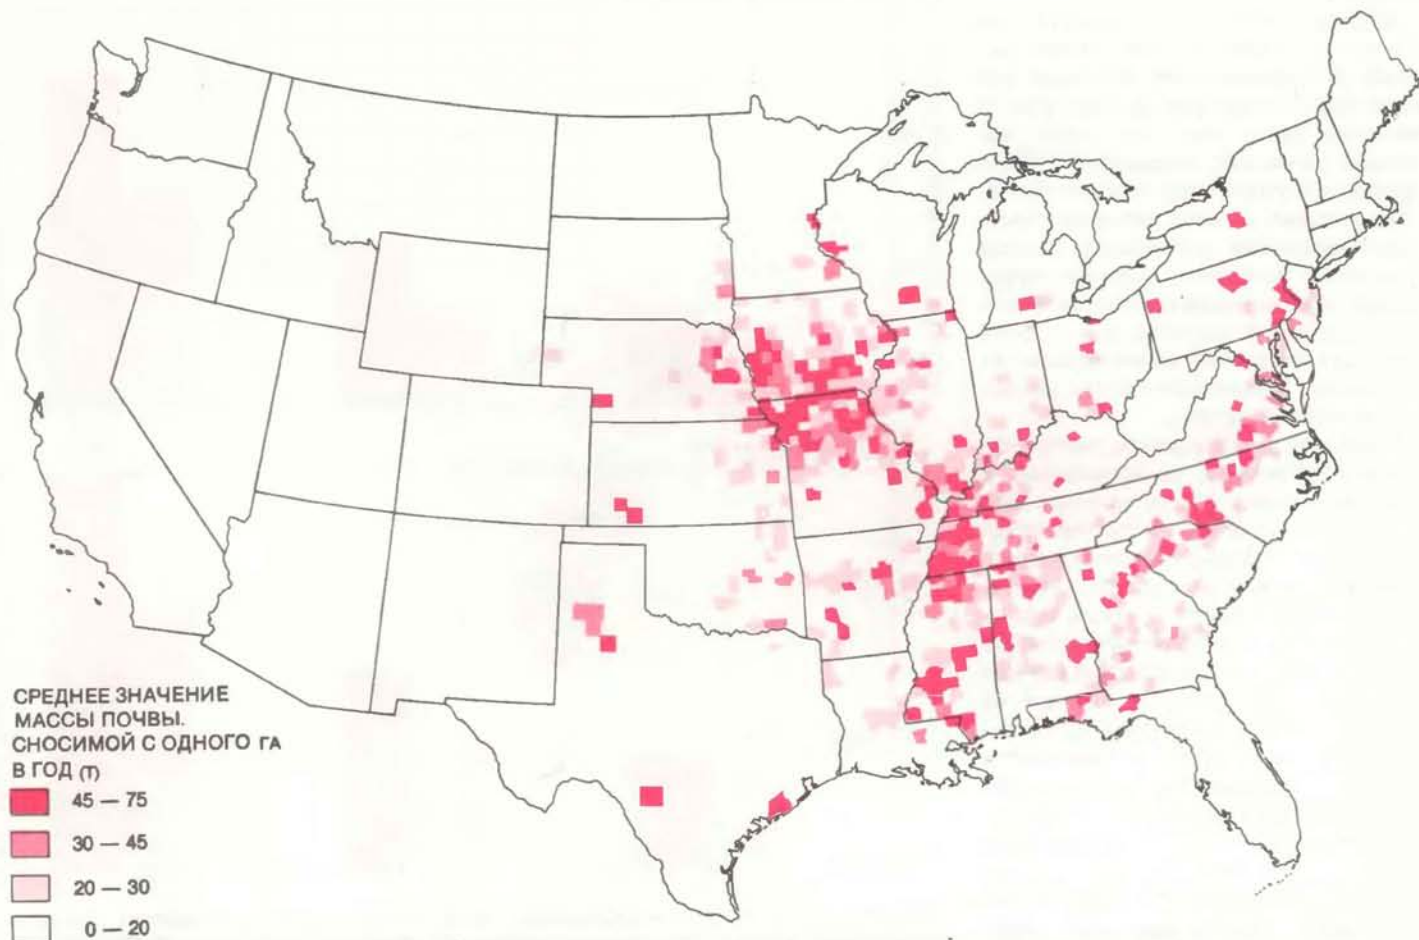 СРЕДНЕЕ ЗНАЧЕНИЕ
МАССЫ ПОЧВЫ.
СНОСИМОЙ С ОДНОГО ГА
В ГОД (Т)
45 — 75
30 — 45
20 — 30
0 — 20